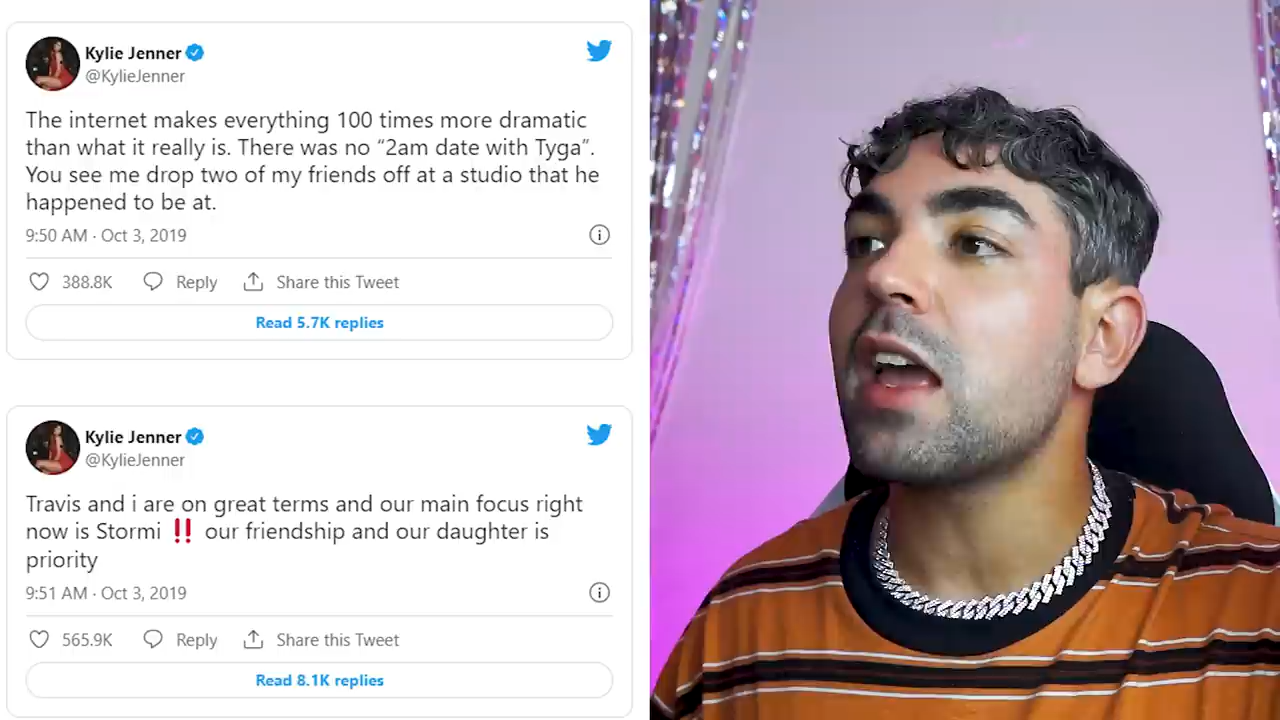 Kylie Jenner
@KylieJenner
The internet makes everything 100 times more dramatic
than what it really is. There was no “2am date with Tyga”.
You see me drop two of my friends off at a studio that he
happened to be at.
9:50 AM · Oct 3, 2019
388.8K Reply Share this Tweet
Read 5.7K replies
Kylie Jenner
@KylieJenner
Travis and i are on great terms and our main focus right
now is Stormi ‼️ our friendship and our daughter is
priority
9:51 AM · Oct 3, 2019
565.9K Reply Share this Tweet
Read 8.1K replies